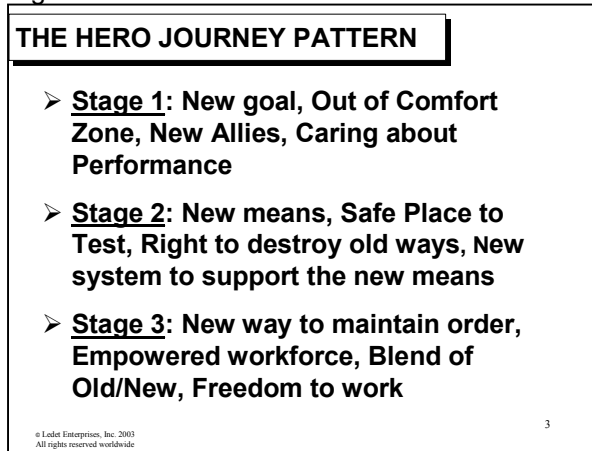 THE HERO JOURNEY PATTERN
➢ Stage 1: New goal, Out of Comfort
Zone, New Allies, Caring about
Performance
➢ Stage 2: New means, Safe Place to
Test, Right to destroy old ways, New
system to support the new means
➢ Stage 3: New way to maintain order,
Empowered workforce, Blend of
Old/New, Freedom to work
© Ledet Enterprises, Inc. 2003
All rights reserved worldwide
3